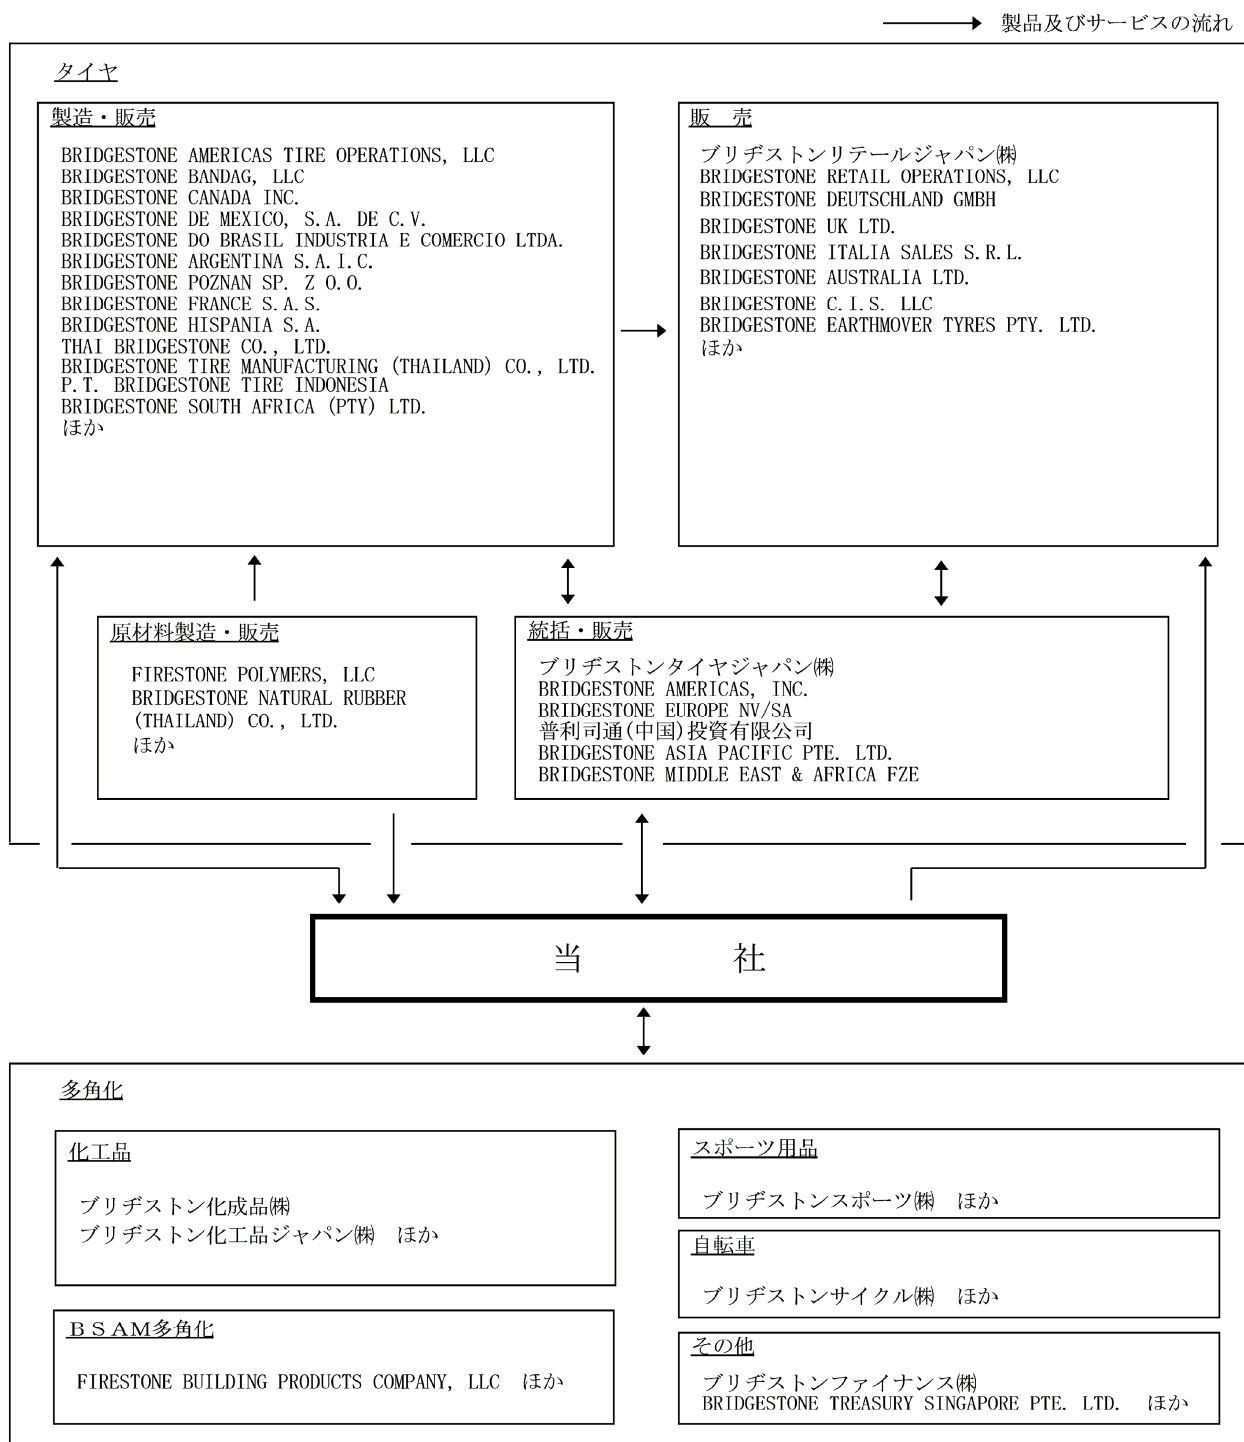 製品及びサービスの流れ
タイヤ
製造・販売
BRIDGESTONE AMERICAS TIRE OPERATIONS, LLC
BRIDGESTONE BANDAG, LLC
BRIDGESTONE CANADA INC.
BRIDGESTONE DE MEXICO, S.A. DE C.V.
BRIDGESTONE DO BRASIL INDUSTRIA E COMERCIO LTDA.
BRIDGESTONE ARGENTINA S.A.I.C.
BRIDGESTONE POZNAN SP. Z O.O.
BRIDGESTONE FRANCE S.A.S.
BRIDGESTONE HISPANIA S.A.
THAI BRIDGESTONE CO., LTD.
BRIDGESTONE TIRE MANUFACTURING (THAILAND) CO., LTD.
P.T. BRIDGESTONE TIRE INDONESIA
BRIDGESTONE SOUTH AFRICA (PTY) LTD.
ほか
販　売
ブリヂストンリテールジャパン㈱
BRIDGESTONE RETAIL OPERATIONS, LLC
BRIDGESTONE DEUTSCHLAND GMBH
BRIDGESTONE UK LTD.
BRIDGESTONE ITALIA SALES S.R.L.
BRIDGESTONE AUSTRALIA LTD.
BRIDGESTONE C.I.S. LLC
BRIDGESTONE EARTHMOVER TYRES PTY. LTD.
ほか
原材料製造・販売
FIRESTONE POLYMERS, LLC
BRIDGESTONE NATURAL RUBBER
(THAILAND) CO., LTD.
ほか
統括・販売
ブリヂストンタイヤジャパン㈱
BRIDGESTONE AMERICAS, INC.
BRIDGESTONE EUROPE NV/SA
普利司通(中国)投資有限公司
BRIDGESTONE ASIA PACIFIC PTE. LTD.
BRIDGESTONE MIDDLE EAST & AFRICA FZE
当　社
多角化
化工品
ブリヂストン化成品㈱
ブリヂストン化工品ジャパン㈱　ほか
ＢＳＡＭ多角化
FIRESTONE BUILDING PRODUCTS COMPANY, LLC　ほか
スポーツ用品
ブリヂストンスポーツ㈱　ほか
自転車
ブリヂストンサイクル㈱　ほか
その他
ブリヂストンファイナンス㈱
BRIDGESTONE TREASURY SINGAPORE PTE. LTD.　ほか